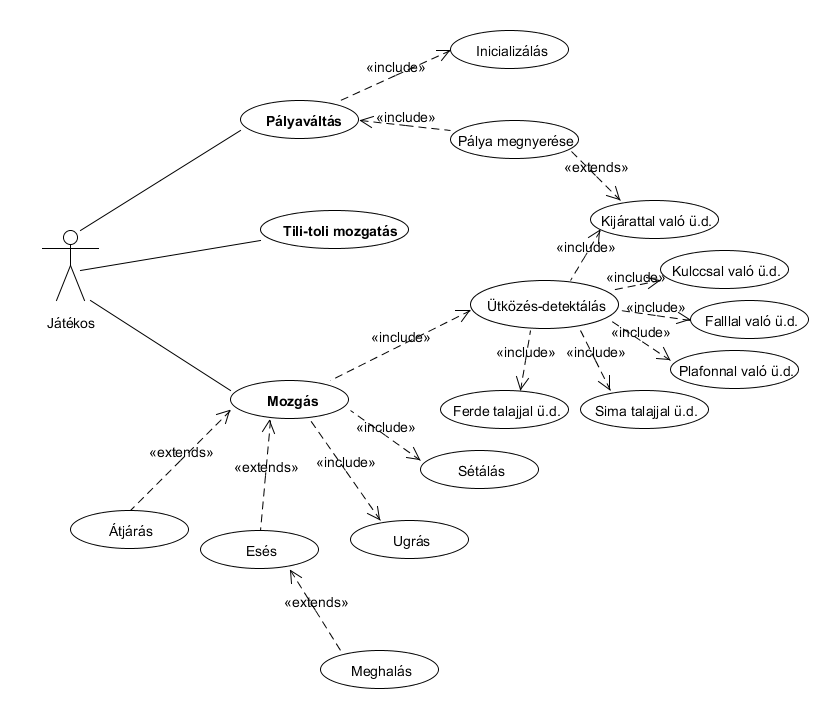 Inicializálás
«include»
Pályaváltás
«include»
Pálya megnyerése
«extends»
Kijárattal való ü.d.
Tili-toli mozgatás
«include»
Kulccsal való ü.d.
«include»
Ütközés-detektálás
«include»
Falllal való ü.d.
Játékos
«include»
«include»
«include»
«include»
Plafonnal való ü.d.
Mozgás
Ferde talajjal ü.d.
Sima talajjal ü.d.
«include»
«extends»
«extends»
«include»
Sétálás
Átjárás
Esés
Ugrás
«extends»
Meghalás